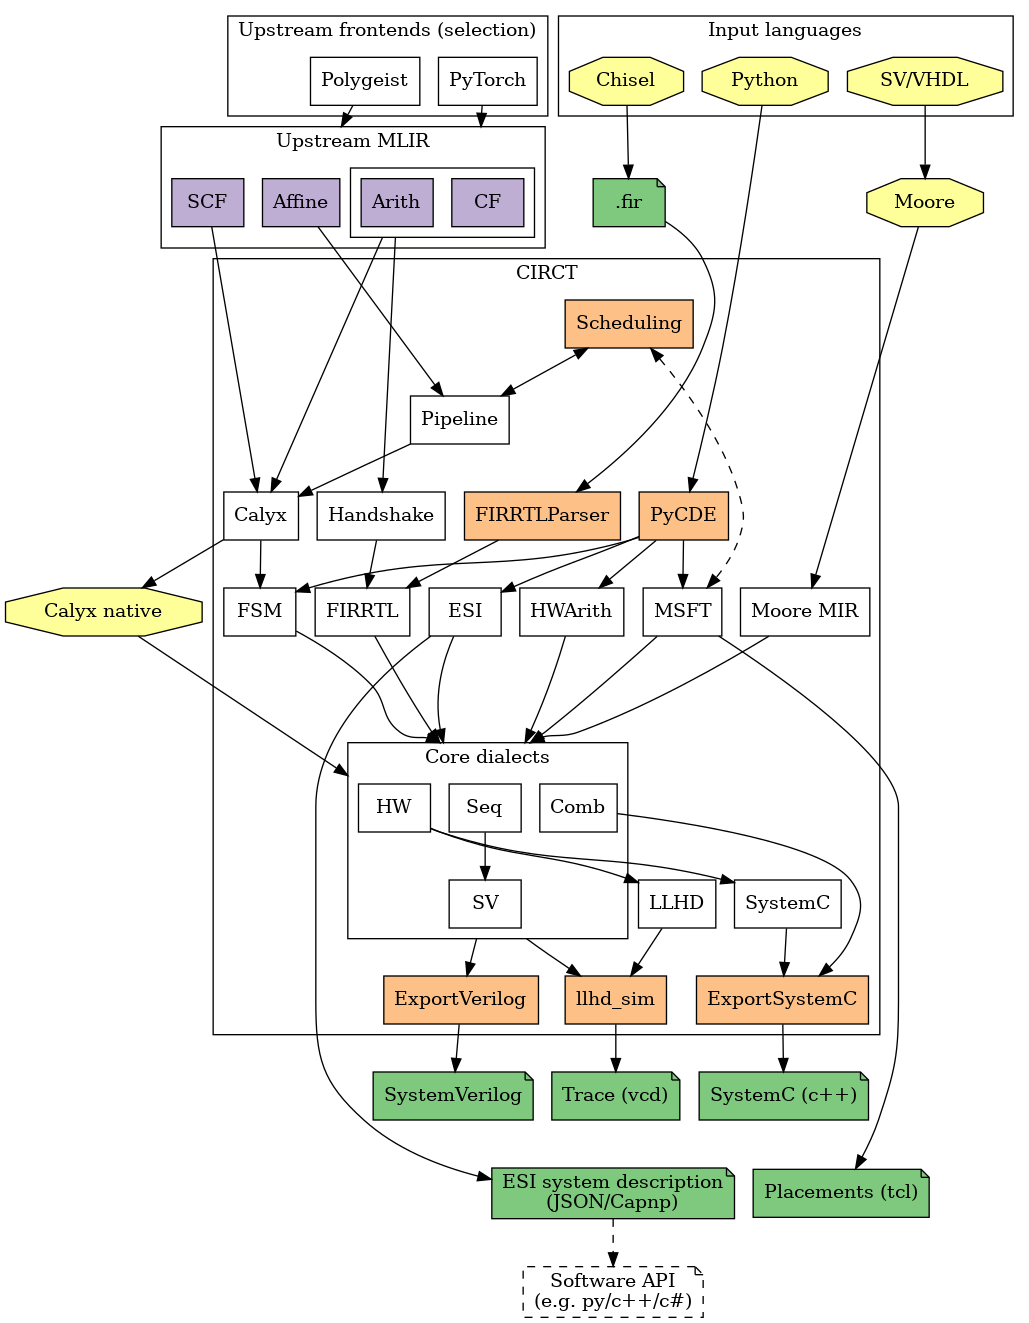 Upstream frontends (selection)
Input languages
Polygeist
PyTorch
Chisel
Python
SV/VHDL
Upstream MLIR
SCF
Affine
Arith
CF
.fir
Moore
CIRCT
Scheduling
Pipeline
Calyx
Handshake
FIRRTLParser
PyCDE
Calyx native
FSM
FIRRTL
ESI
HWArith
MSFT
Moore MIR
Core dialects
HW
Seq
Comb
SV
LLHD
SystemC
ExportVerilog
llhd_sim
ExportSystemC
SystemVerilog
Trace (vcd)
SystemC (c++)
ESI system description
(JSON/Capnp)
Placements (tcl)
Software API
(e.g. py/c++/c#)